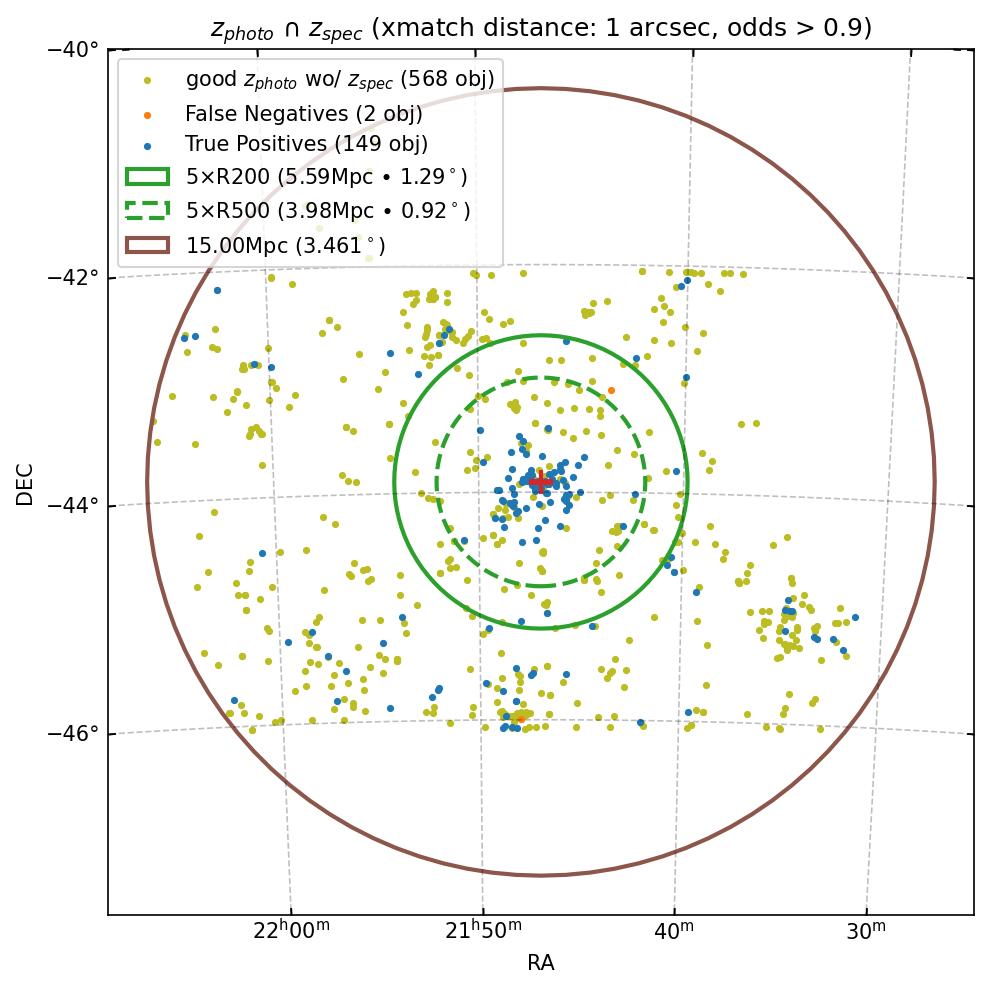 z_photo ∩ z_spec (xmatch distance: 1 arcsec, odds > 0.9)
good z_photo wo/ z_spec (568 obj)
False Negatives (2 obj)
True Positives (149 obj)
5×R200 (5.59Mpc • 1.29°)
5×R500 (3.98Mpc • 0.92°)
15.00Mpc (3.461°)
−40°
−42°
−44°
−46°
DEC
22h00m
21h50m
40m
30m
RA